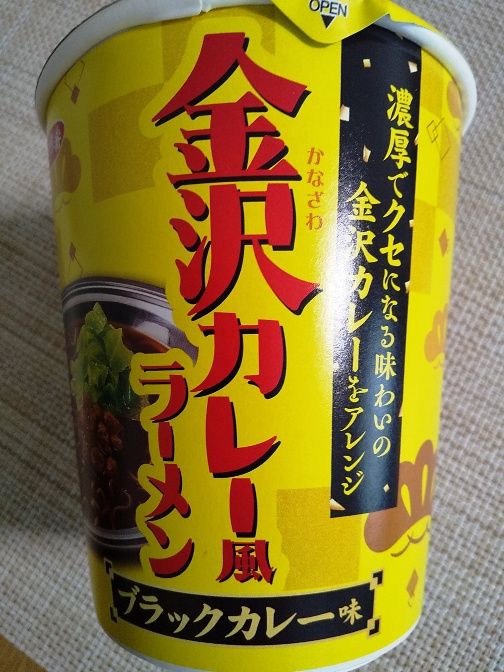 OPEN
濃厚でクセになる味わいの
金沢カレーをアレンジ
金沢カレー風
かなざわ
ラーメン
ブラックカレー味